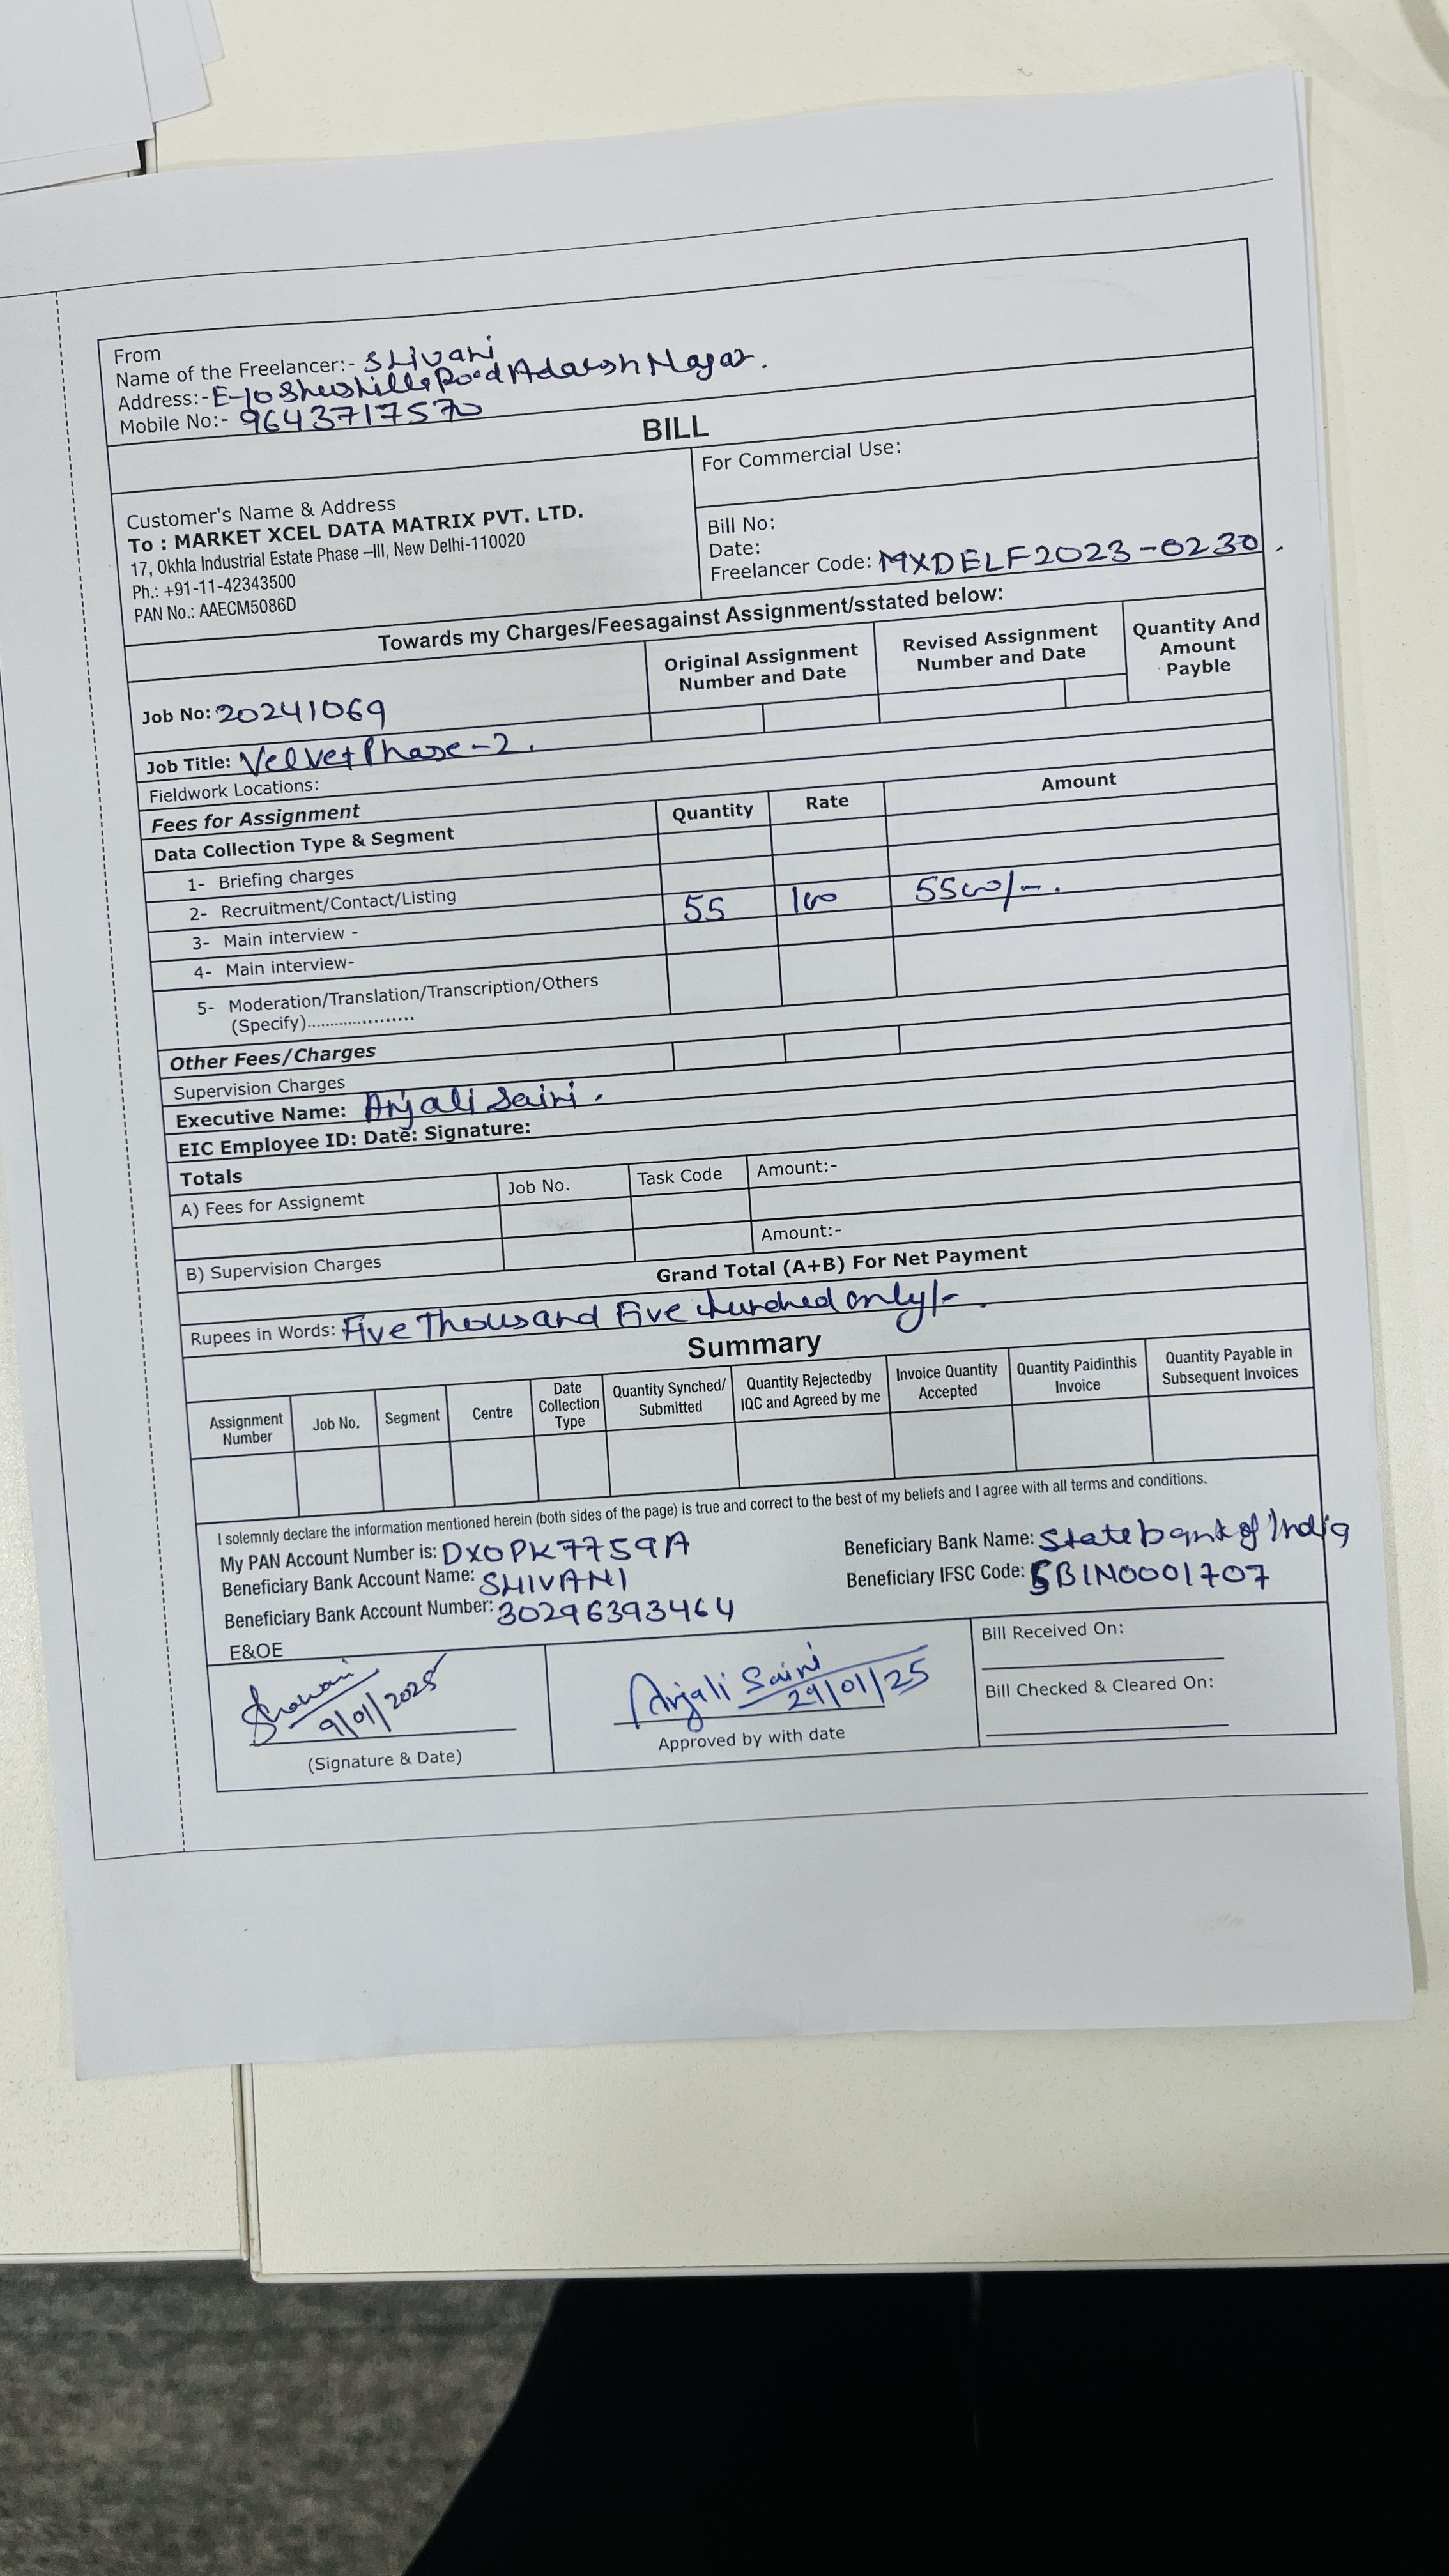 From
Name of the Freelancer:- SHivani
Address:- E-10 Road Adarsh Nagar.
Mobile No:- 9643717570
BILL
Customer's Name & Address
To : MARKET XCEL DATA MATRIX PVT. LTD.
17, Okhla Industrial Estate Phase –III, New Delhi-110020
Ph.: +91-11-42343500
PAN No.: AAECM5086D
For Commercial Use:
Bill No:
Date:
Freelancer Code: MXDELF2023-0230.
Towards my Charges/Feesagainst Assignment/sstated below:
Job No: 20241069
Original Assignment Number and Date
Revised Assignment Number and Date
Quantity And Amount Payble
Job Title: Velvet Phase-2.
Fieldwork Locations:
Fees for Assignment
Data Collection Type & Segment
Quantity
Rate
Amount
1- Briefing charges
2- Recruitment/Contact/Listing
3- Main interview - 55 100 5500/-.
4- Main interview-
5- Moderation/Translation/Transcription/Others
(Specify)....................
Other Fees/Charges
Supervision Charges
Executive Name: Anjali Saini.
EIC Employee ID: Date: Signature:
Totals
A) Fees for Assignemt
Job No.
Task Code
Amount:-
B) Supervision Charges
Amount:-
Grand Total (A+B) For Net Payment
Rupees in Words: Five Thousand Five Hundred only/-.
Summary
Assignment Number
Job No.
Segment
Centre
Date Collection Type
Quantity Synched/ Submitted
Quantity Rejectedby IQC and Agreed by me
Invoice Quantity Accepted
Quantity Paidinthis Invoice
Quantity Payable in Subsequent Invoices
I solemnly declare the information mentioned herein (both sides of the page) is true and correct to the best of my beliefs and I agree with all terms and conditions.
My PAN Account Number is: DXOPK7759A
Beneficiary Bank Account Name: SHIVANI
Beneficiary Bank Account Number: 30296393464
Beneficiary Bank Name: State bank of India
Beneficiary IFSC Code: SBIN0001707
E&OE
Shivani
9/01/2025
(Signature & Date)
Anjali Saini
29/01/25
Approved by with date
Bill Received On:
Bill Checked & Cleared On: